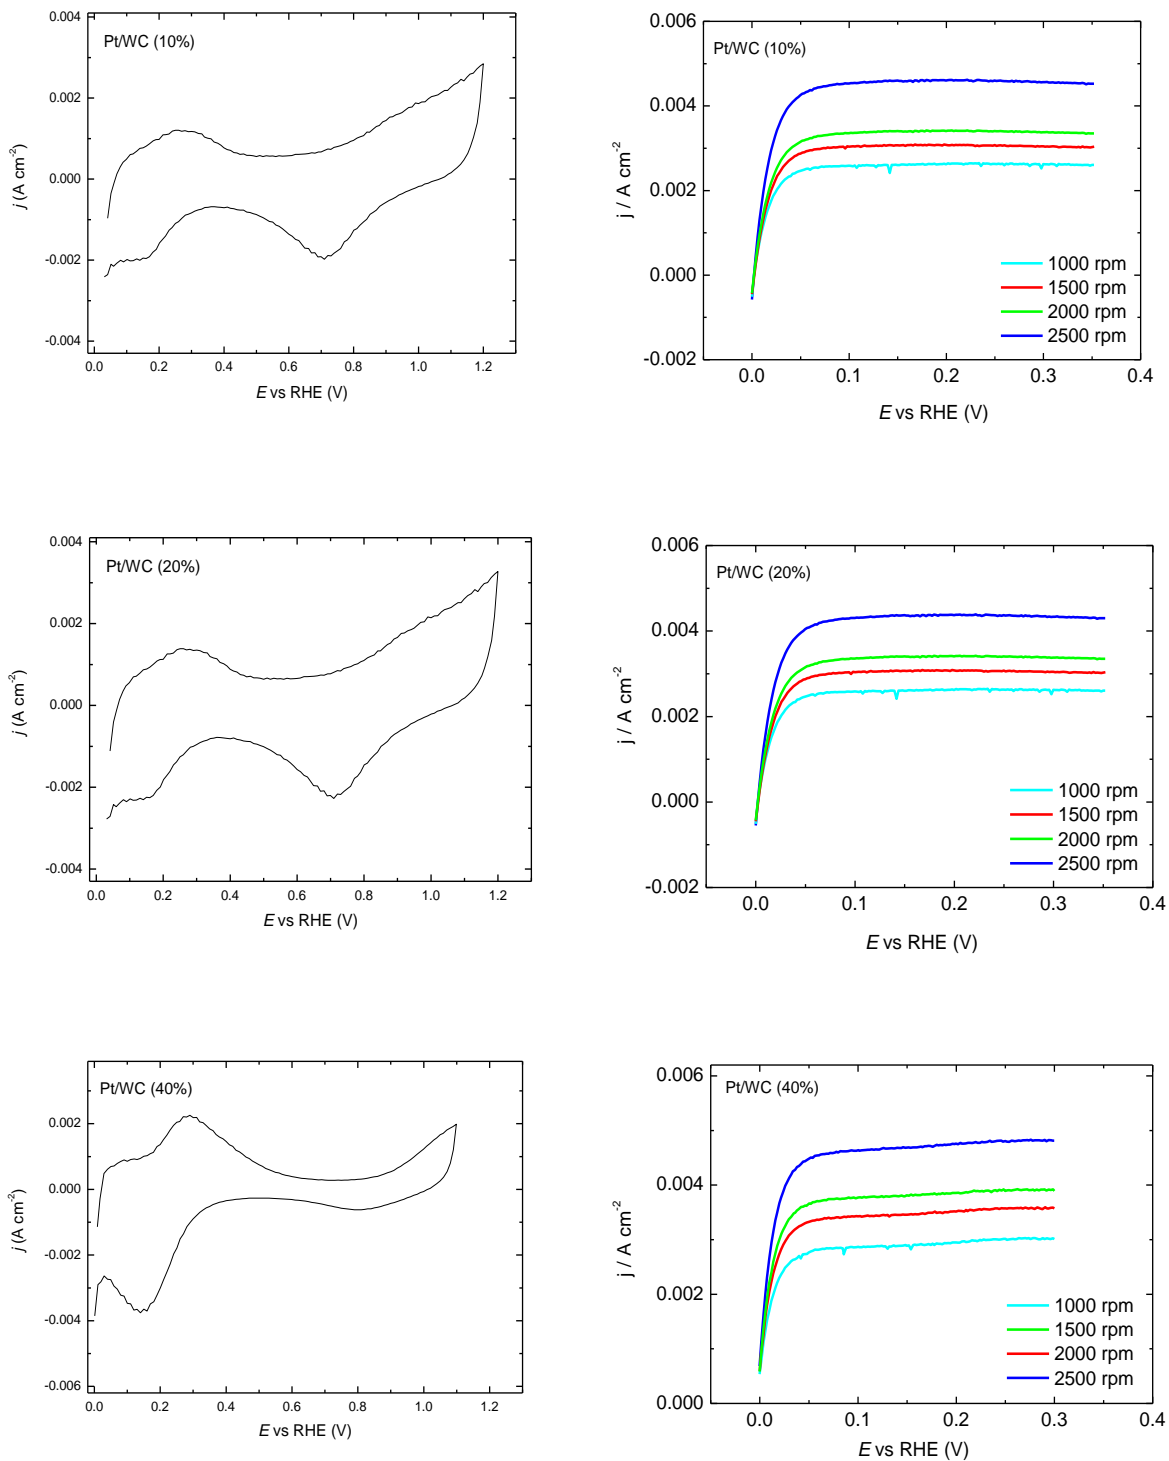 Pt/WC (10%)
0.004
0.002
0.000
-0.002
-0.004
j (A cm-2)
0.0 0.2 0.4 0.6 0.8 1.0 1.2
E vs RHE (V)
Pt/WC (10%)
0.006
0.004
0.002
0.000
-0.002
j / A cm-2
1000 rpm
1500 rpm
2000 rpm
2500 rpm
0.0 0.1 0.2 0.3 0.4
E vs RHE (V)
Pt/WC (20%)
0.004
0.002
0.000
-0.002
-0.004
j (A cm-2)
0.0 0.2 0.4 0.6 0.8 1.0 1.2
E vs RHE (V)
Pt/WC (20%)
0.006
0.004
0.002
0.000
-0.002
j / A cm-2
1000 rpm
1500 rpm
2000 rpm
2500 rpm
0.0 0.1 0.2 0.3 0.4
E vs RHE (V)
Pt/WC (40%)
0.002
0.000
-0.002
-0.004
-0.006
j (A cm-2)
0.0 0.2 0.4 0.6 0.8 1.0 1.2
E vs RHE (V)
Pt/WC (40%)
0.006
0.004
0.002
0.000
j / A cm-2
1000 rpm
1500 rpm
2000 rpm
2500 rpm
0.0 0.1 0.2 0.3 0.4
E vs RHE (V)